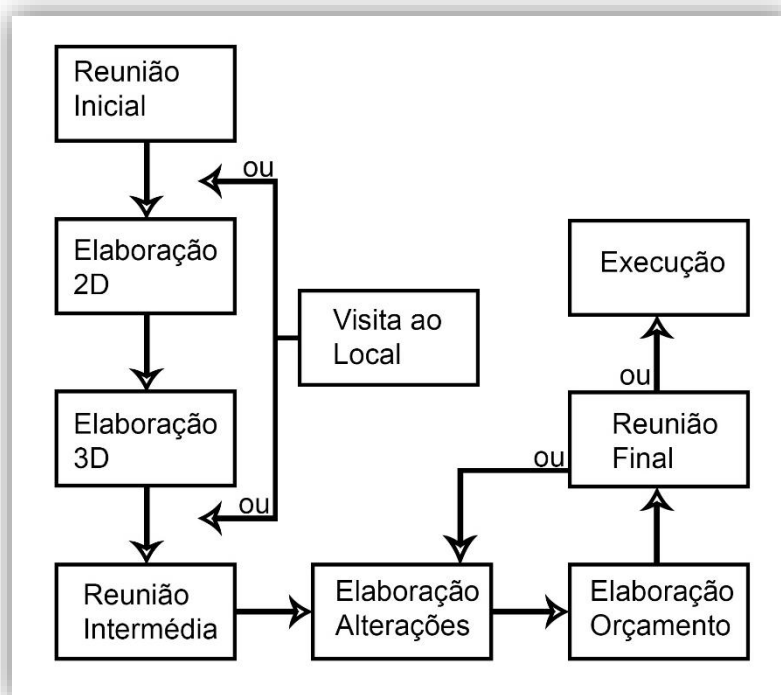 Reunião
Inicial
ou
Elaboração
2D
Execução
Visita ao
Local
ou
Elaboração
3D
Reunião
Final
ou
ou
Reunião
Intermédia
Elaboração
Alterações
Elaboração
Orçamento